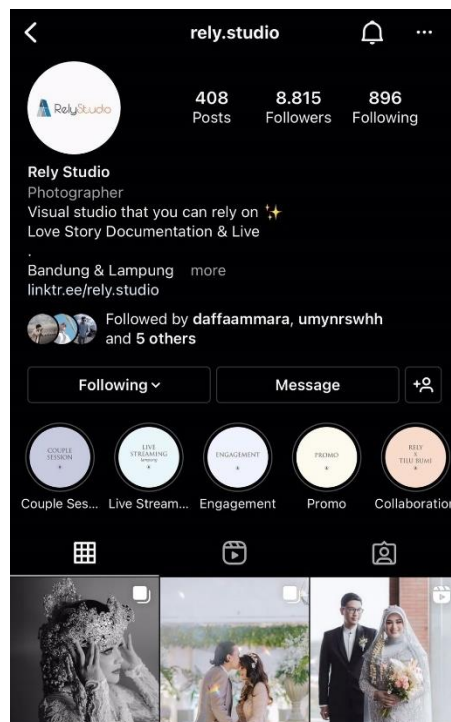 rely.studio
RelyStudio
408 8.815 896
Posts Followers Following
Rely Studio
Photographer
Visual studio that you can rely on ✨
Love Story Documentation & Live
.
Bandung & Lampung more
linktr.ee/rely.studio
Followed by daffaammara, umynrswhh
and 5 others
Following Message
COUPLE
SESSION
LIVE
STREAMING
ENGAGEMENT
PROMO
RELY
X
TILU BUMI
Couple Ses... Live Stream... Engagement Promo Collaboration